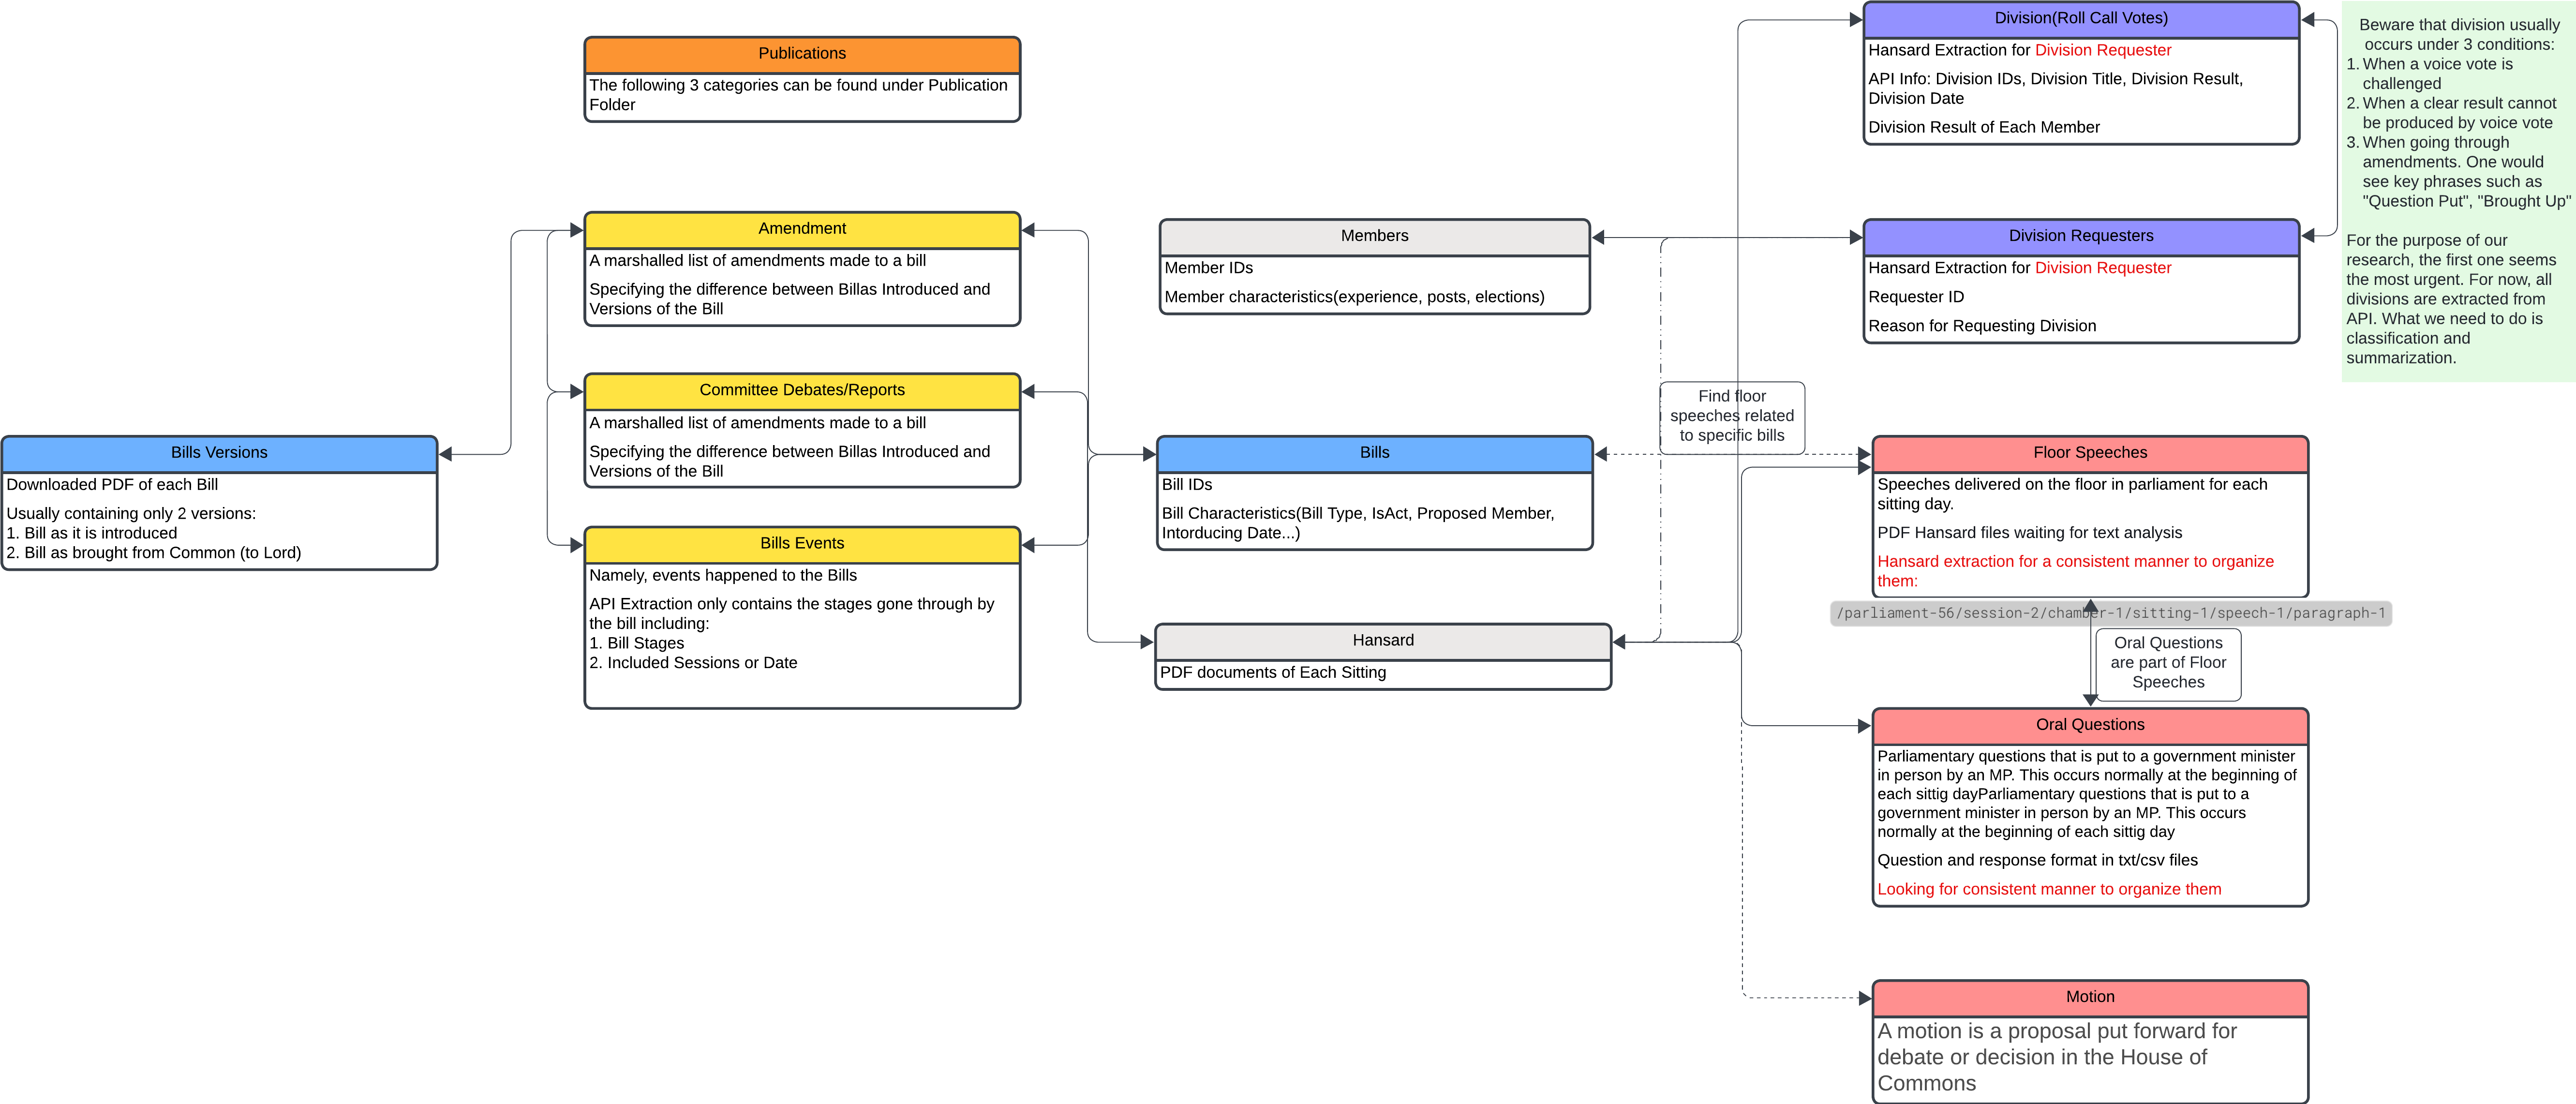 Publications
The following 3 categories can be found under Publication
Folder
Division(Roll Call Votes)
Hansard Extraction for Division Requester
API Info: Division IDs, Division Title, Division Result,
Division Date
Division Result of Each Member
Beware that division usually
occurs under 3 conditions:
1. When a voice vote is
challenged
2. When a clear result cannot
be produced by voice vote
3. When going through
amendments. One would
see key phrases such as
"Question Put", "Brought Up"
For the purpose of our
research, the first one seems
the most urgent. For now, all
divisions are extracted from
API. What we need to do is
classification and
summarization.
Amendment
A marshalled list of amendments made to a bill
Specifying the difference between Billas Introduced and
Versions of the Bill
Members
Member IDs
Member characteristics(experience, posts, elections)
Division Requesters
Hansard Extraction for Division Requester
Requester ID
Reason for Requesting Division
Committee Debates/Reports
A marshalled list of amendments made to a bill
Specifying the difference between Billas Introduced and
Versions of the Bill
Find floor
speeches related
to specific bills
Bills Versions
Downloaded PDF of each Bill
Usually containing only 2 versions:
1. Bill as it is introduced
2. Bill as brought from Common (to Lord)
Bills
Bill IDs
Bill Characteristics(Bill Type, IsAct, Proposed Member,
Intorducing Date...)
Floor Speeches
Speeches delivered on the floor in parliament for each
sitting day.
PDF Hansard files waiting for text analysis
Hansard extraction for a consistent manner to organize
them:
/parliament-56/session-2/chamber-1/sitting-1/speech-1/paragraph-1
Bills Events
Namely, events happened to the Bills
API Extraction only contains the stages gone through by
the bill including:
1. Bill Stages
2. Included Sessions or Date
Hansard
PDF documents of Each Sitting
Oral Questions
are part of Floor
Speeches
Oral Questions
Parliamentary questions that is put to a government minister
in person by an MP. This occurs normally at the beginning of
each sittig dayParliamentary questions that is put to a
government minister in person by an MP. This occurs
normally at the beginning of each sittig day
Question and response format in txt/csv files
Looking for consistent manner to organize them
Motion
A motion is a proposal put forward for
debate or decision in the House of
Commons